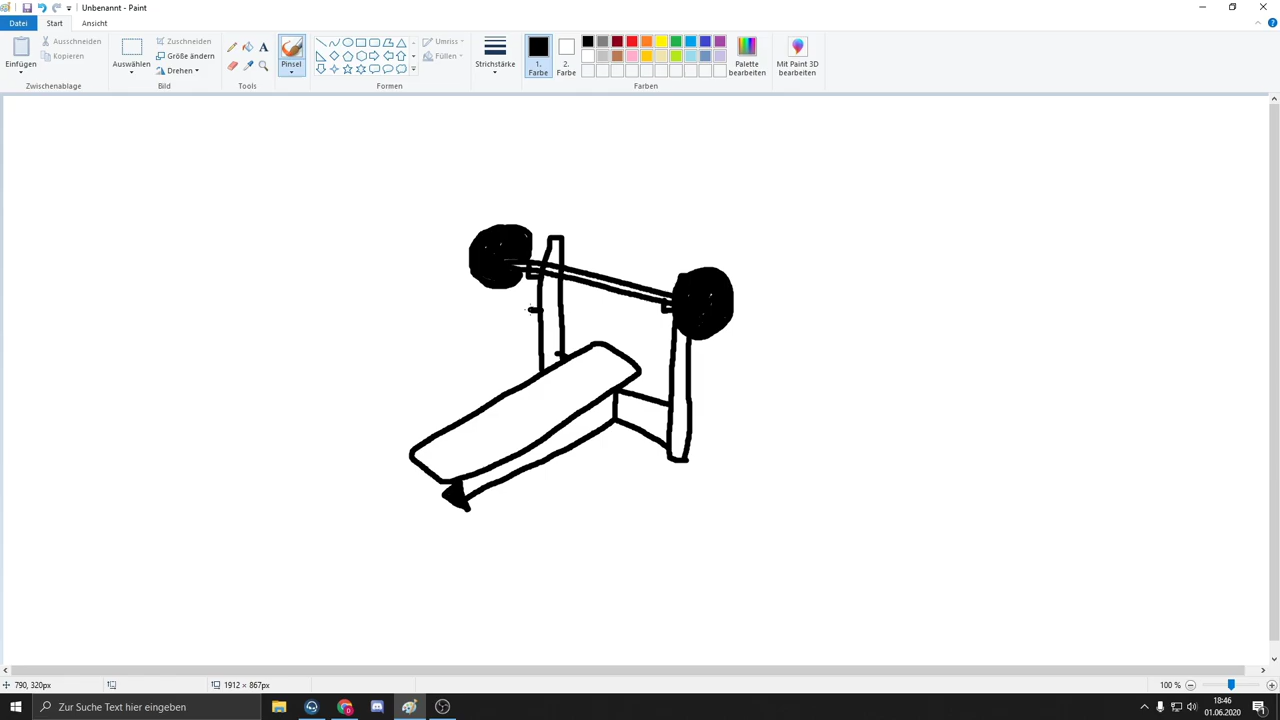 Unbenannt - Paint
Datei Start Ansicht
Einfügen
Ausschneiden
Kopieren
Zwischenablage
Auswählen
Zuschneiden
Größe ändern
Drehen
Bild
A
Tools
Pinsel
Umriss
Füllen
Formen
Strichstärke
1. Farbe
2. Farbe
Palette bearbeiten
Mit Paint 3D bearbeiten
Farben
790, 320px
1912 × 867px
100 %
Zur Suche Text hier eingeben
18:46
01.06.2020